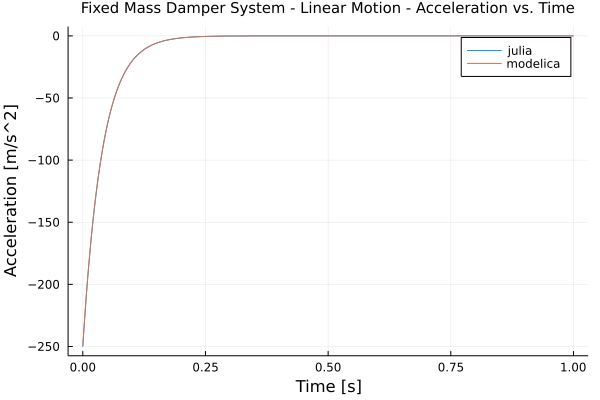 Fixed Mass Damper System - Linear Motion - Acceleration vs. Time
Acceleration [m/s^2]
0
−50
−100
−150
−200
−250
julia
modelica
0.00 0.25 0.50 0.75 1.00
Time [s]